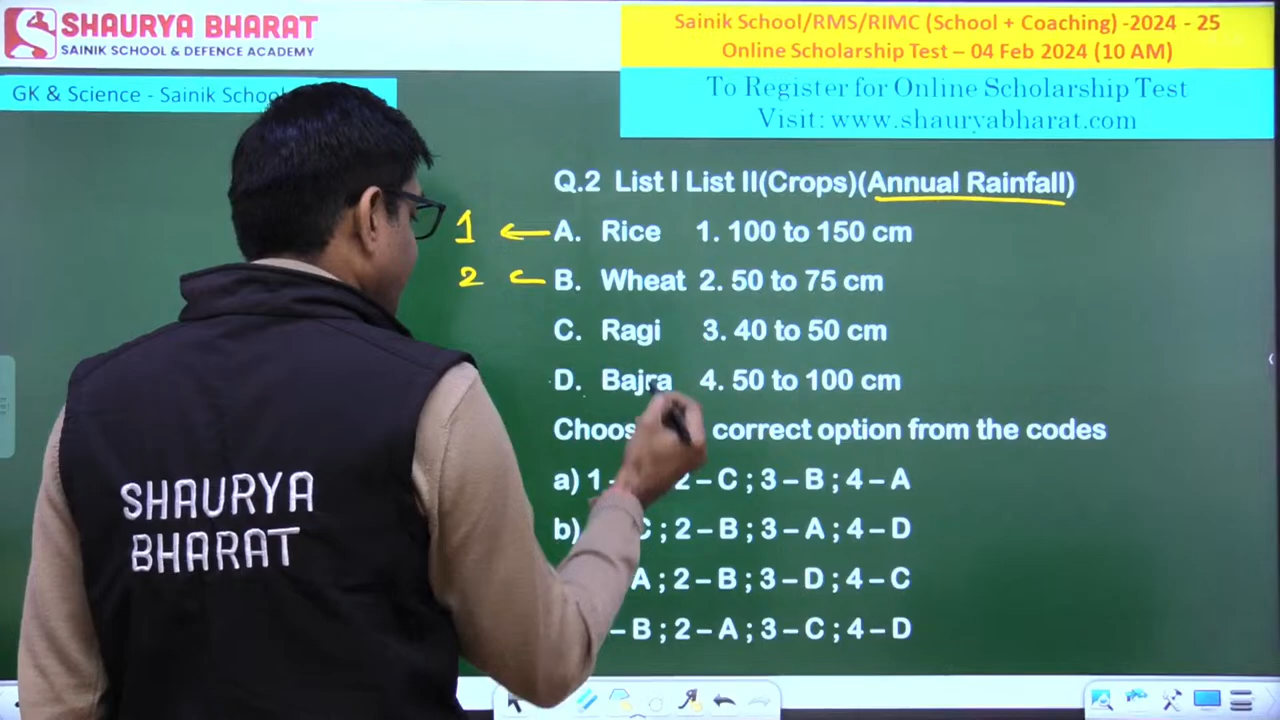 SHAURYA BHARAT
SAINIK SCHOOL & DEFENCE ACADEMY
Sainik School/RMS/RIMC (School + Coaching) -2024 - 25
Online Scholarship Test – 04 Feb 2024 (10 AM)
GK & Science - Sainik School
To Register for Online Scholarship Test
Visit: www.shauryabharat.com
Q.2 List I List II(Crops)(Annual Rainfall)
1 ← A. Rice 1. 100 to 150 cm
2 ← B. Wheat 2. 50 to 75 cm
C. Ragi 3. 40 to 50 cm
D. Bajra 4. 50 to 100 cm
correct option from the codes
a) 1 – 2 – C ; 3 – B ; 4 – A
b) C ; 2 – B ; 3 – A ; 4 – D
A ; 2 – B ; 3 – D ; 4 – C
– B ; 2 – A ; 3 – C ; 4 – D
SHAURYA
BHARAT